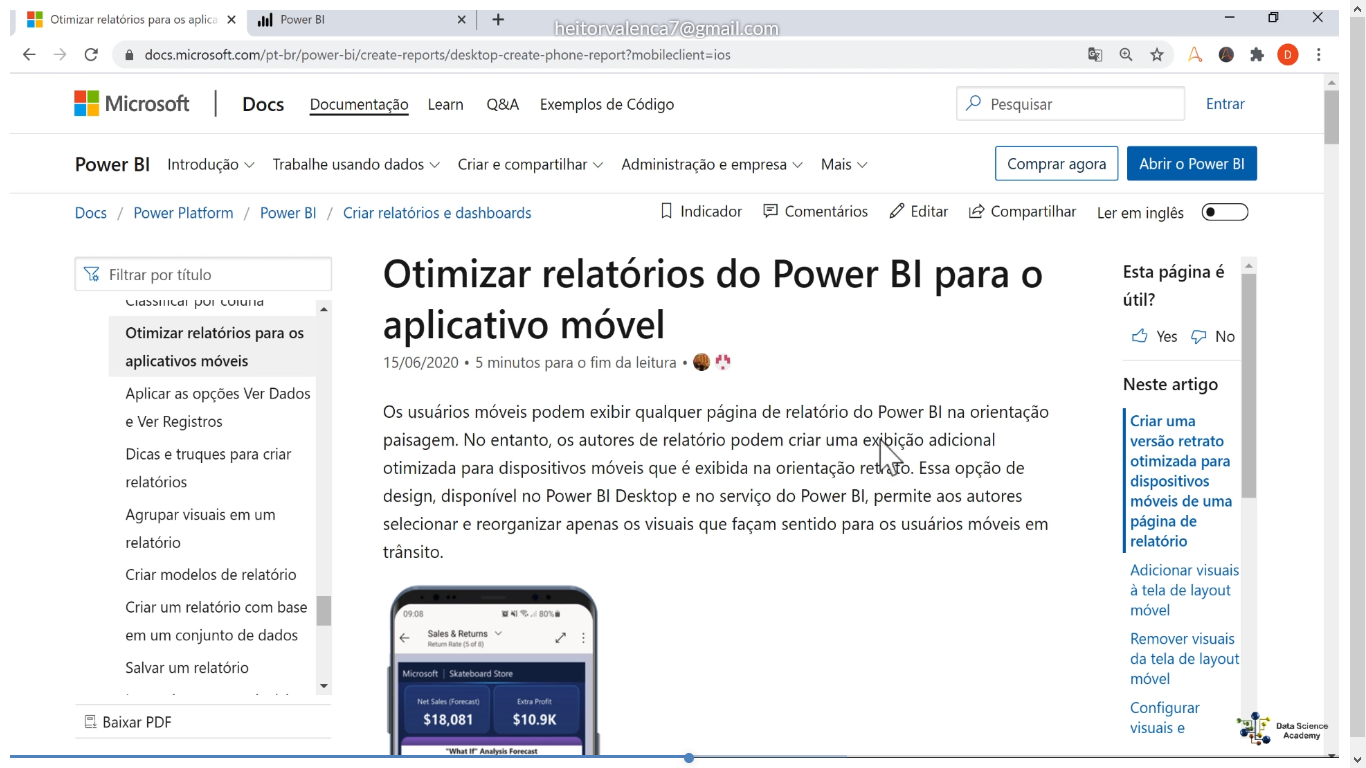 Otimizar relatórios para os aplica
Power BI
heitorvalenca7@gmail.com
docs.microsoft.com/pt-br/power-bi/create-reports/desktop-create-phone-report?mobileclient=ios
D
Microsoft
Docs
Documentação
Learn
Q&A
Exemplos de Código
Pesquisar
Entrar
Power BI
Introdução
Trabalhe usando dados
Criar e compartilhar
Administração e empresa
Mais
Comprar agora
Abrir o Power BI
Docs / Power Platform / Power BI / Criar relatórios e dashboards
Indicador
Comentários
Editar
Compartilhar
Ler em inglês
Filtrar por título
Classificar por coluna
Otimizar relatórios para os
aplicativos móveis
Aplicar as opções Ver Dados
e Ver Registros
Dicas e truques para criar
relatórios
Agrupar visuais em um
relatório
Criar modelos de relatório
Criar um relatório com base
em um conjunto de dados
Salvar um relatório
Baixar PDF
Otimizar relatórios do Power BI para o
aplicativo móvel
15/06/2020 • 5 minutos para o fim da leitura •
Os usuários móveis podem exibir qualquer página de relatório do Power BI na orientação
paisagem. No entanto, os autores de relatório podem criar uma exibição adicional
otimizada para dispositivos móveis que é exibida na orientação retrato. Essa opção de
design, disponível no Power BI Desktop e no serviço do Power BI, permite aos autores
selecionar e reorganizar apenas os visuais que façam sentido para os usuários móveis em
trânsito.
09:08
80%
Sales & Returns
Return Rate (5 of 8)
Microsoft | Skateboard Store
Net Sales (Forecast)
$18,081
Extra Profit
$10.9K
"What If" Analysis Forecast
Esta página é
útil?
Yes
No
Neste artigo
Criar uma
versão retrato
otimizada para
dispositivos
móveis de uma
página de
relatório
Adicionar visuais
à tela de layout
móvel
Remover visuais
da tela de layout
móvel
Configurar
visuais e
Data Science
Academy